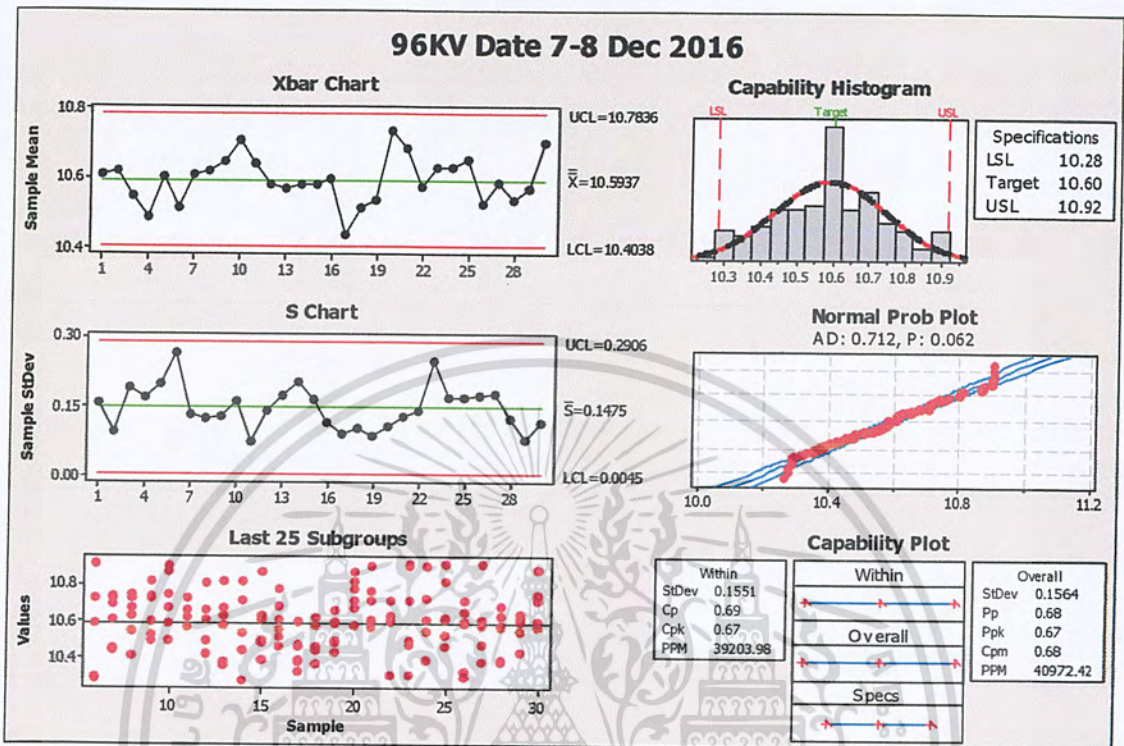 96KV Date 7-8 Dec 2016
Xbar Chart
Sample Mean
10.8
10.6
10.4
1 4 7 10 13 16 19 22 25 28
UCL=10.7836
X=10.5937
LCL=10.4038
Capability Histogram
LSL Target USL
10.3 10.4 10.5 10.6 10.7 10.8 10.9
Specifications
LSL 10.28
Target 10.60
USL 10.92
S Chart
Sample StDev
0.30
0.15
0.00
1 4 7 10 13 16 19 22 25 28
UCL=0.2906
S=0.1475
LCL=0.0045
Normal Prob Plot
AD: 0.712, P: 0.062
10.0 10.4 10.8 11.2
Last 25 Subgroups
Values
10.8
10.6
10.4
10 15 20 25 30
Sample
Capability Plot
Within
StDev 0.1551
Cp 0.69
Cpk 0.67
PPM 39203.98
Within
Overall
Specs
Overall
StDev 0.1564
Pp 0.68
Ppk 0.67
Cpm 0.68
PPM 40972.42